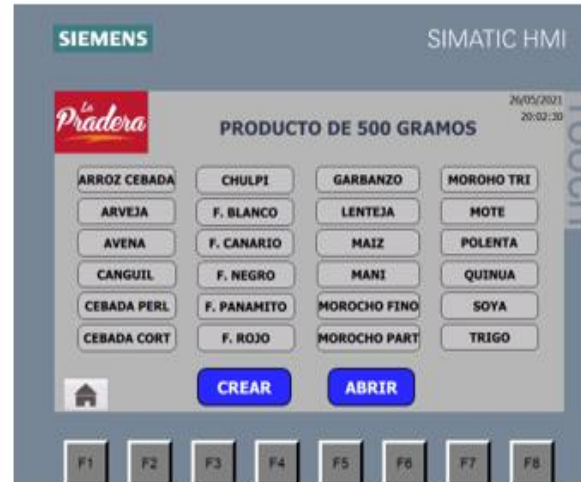 SIEMENS
SIMATIC HMI
TOUCH
La
Pradera
PRODUCTO DE 500 GRAMOS
26/05/2021
20:02:30
ARROZ CEBADA
CHULPI
GARBANZO
MOROHO TRI
ARVEJA
F. BLANCO
LENTEJA
MOTE
AVENA
F. CANARIO
MAIZ
POLENTA
CANGUIL
F. NEGRO
MANI
QUINUA
CEBADA PERL
F. PANAMITO
MOROCHO FINO
SOYA
CEBADA CORT
F. ROJO
MOROCHO PART
TRIGO
CREAR
ABRIR
F1
F2
F3
F4
F5
F6
F7
F8